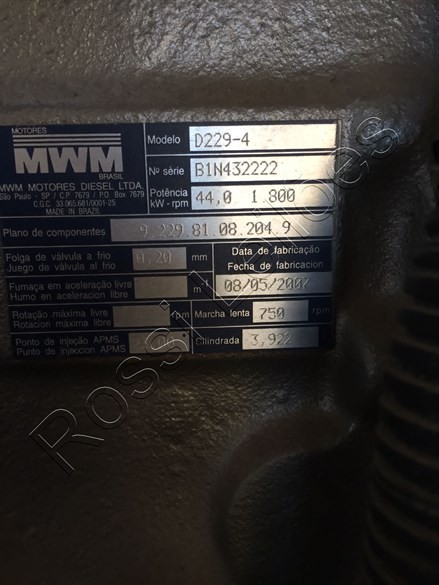 MOTORES
MWM
BRASIL
MWM MOTORES DIESEL LTDA.
São Paulo - SP / C.P. 7679 / P.O. Box 7679
C.G.C. 33.065.681/0001-25
MADE IN BRAZIL
Modelo D229-4
Nº série B1N432222
Potência kW - rpm 44,0 1.800
Plano de componentes 9.229.81.08.204.9
Folga de válvula a frio
Juego de válvula al frio 0,20 mm
Data de fabricação
Fecha de fabricacion
08/05/2002
Fumaça em aceleração livre
Humo en aceleracion libre m-1
Rotação máxima livre
Rotacion máxima libre rpm
Marcha lenta 750 rpm
Ponto de injeção APMS
Punto de injeccion APMS
Cilindrada 3,922
Rossi Leilões